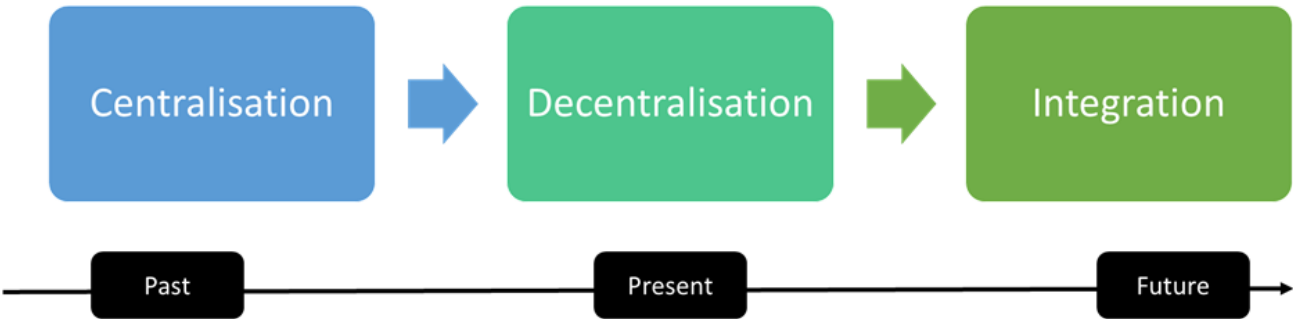 Centralisation
Decentralisation
Integration
Past
Present
Future